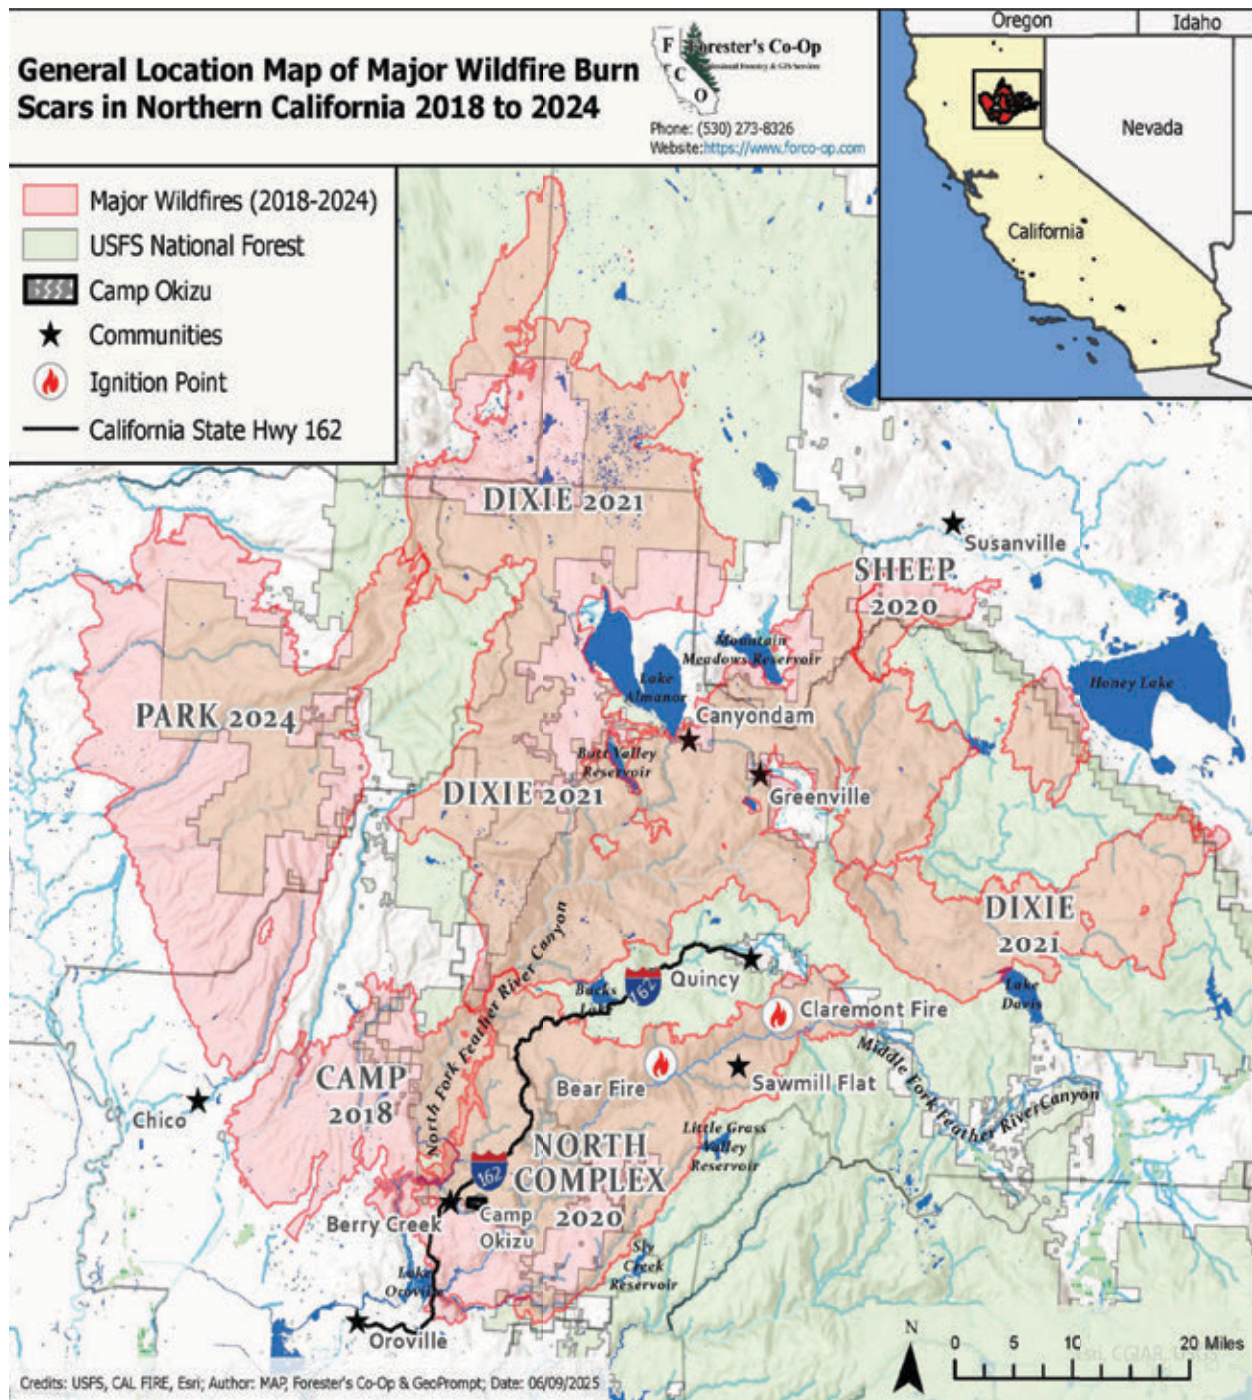 General Location Map of Major Wildfire Burn
Scars in Northern California 2018 to 2024
F
C
C
O
Forester's Co-Op
Professional Forestry & GIS Services
Phone: (530) 273-8326
Website:https://www.forco-op.com
Oregon
Idaho
Nevada
California
Major Wildfires (2018-2024)
USFS National Forest
Camp Okizu
Communities
Ignition Point
California State Hwy 162
DIXIE 2021
Susanville
SHEEP
2020
Mountain
Meadows Reservoir
Lake
Almanor
Honey Lake
PARK 2024
Canyondam
Butt Valley
Reservoir
DIXIE 2021
Greenville
DIXIE
2021
North Fork Feather River Canyon
Quincy
162
Bucks
Lake
Lake
Davis
Claremont Fire
Bear Fire
Sawmill Flat
Middle Fork Feather River Canyon
CAMP
2018
Chico
Little Grass
Valley
Reservoir
NORTH
COMPLEX
2020
162
Berry Creek
Camp
Okizu
Sly
Creek
Reservoir
Lake
Oroville
Oroville
N
0 5 10 20 Miles
Esri, CGIAR, USGS
Credits: USFS, CAL FIRE, Esri; Author: MAP, Forester's Co-Op & GeoPrompt; Date: 06/09/2025